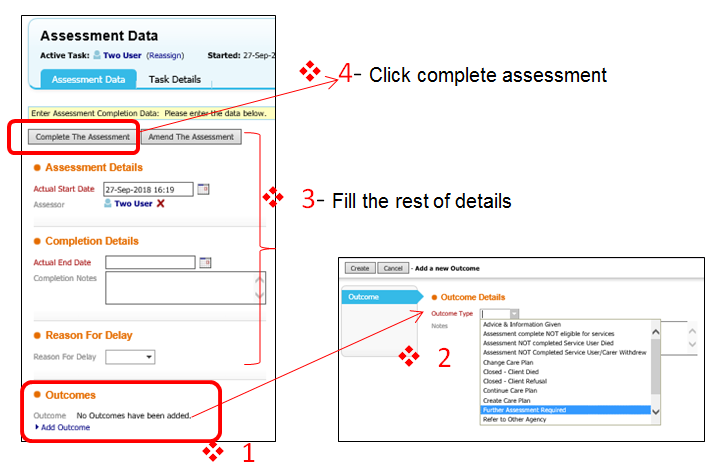 Assessment Data
Active Task: Two User (Reassign) Started: 27-Sep-2
Assessment Data Task Details
Enter Assessment Completion Data: Please enter the data below.
Complete The Assessment Amend The Assessment
Assessment Details
Actual Start Date 27-Sep-2018 16:19
Assessor Two User
Completion Details
Actual End Date
Completion Notes
Reason For Delay
Reason For Delay
Outcomes
Outcome No Outcomes have been added.
Add Outcome
1
4- Click complete assessment
3- Fill the rest of details
Create Cancel - Add a new Outcome
Outcome
Outcome Details
Outcome Type
Notes
Advice & Information Given
Assessment complete NOT eligible for services
Assessment NOT completed Service User Died
Assessment NOT Completed Service User/Carer Withdrew
Change Care Plan
Closed - Client Died
Closed - Client Refusal
Continue Care Plan
Create Care Plan
Further Assessment Required
Refer to Other Agency
2